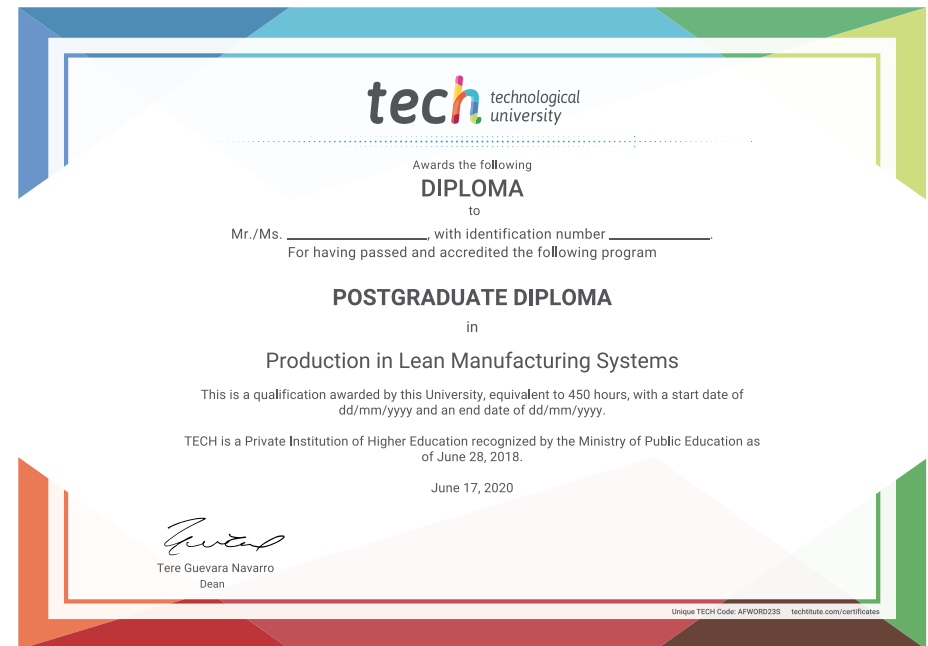 tech technological
university
Awards the following
DIPLOMA
to
Mr./Ms. ____________________, with identification number ______________.
For having passed and accredited the following program
POSTGRADUATE DIPLOMA
in
Production in Lean Manufacturing Systems
This is a qualification awarded by this University, equivalent to 450 hours, with a start date of
dd/mm/yyyy and an end date of dd/mm/yyyy.
TECH is a Private Institution of Higher Education recognized by the Ministry of Public Education as
of June 28, 2018.
June 17, 2020
Tere Guevara Navarro
Dean
Unique TECH Code: AFWORD23S techtitute.com/certificates